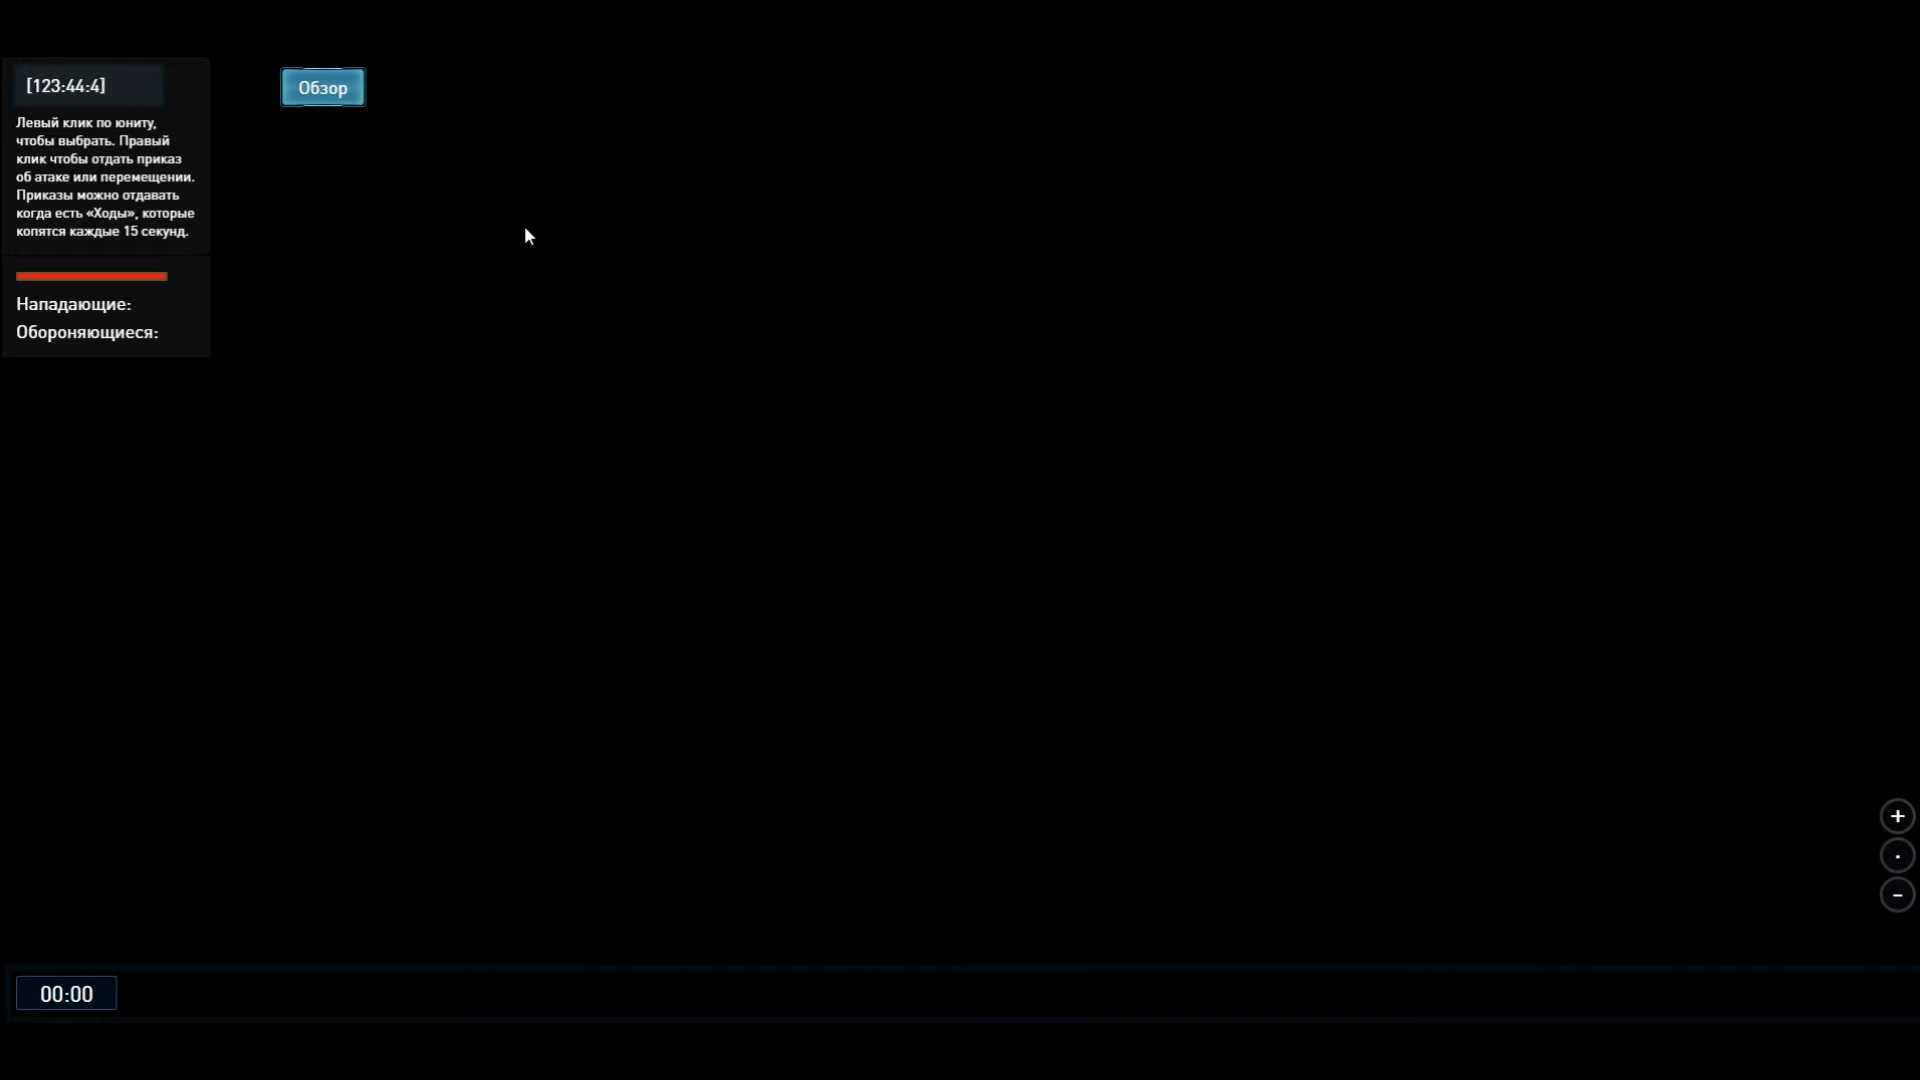 [123:44:4]
Обзор
Левый клик по юниту,
чтобы выбрать. Правый
клик чтобы отдать приказ
об атаке или перемещении.
Приказы можно отдавать
когда есть «Ходы», которые
копятся каждые 15 секунд.
Нападающие:
Обороняющиеся:
+
-
00:00